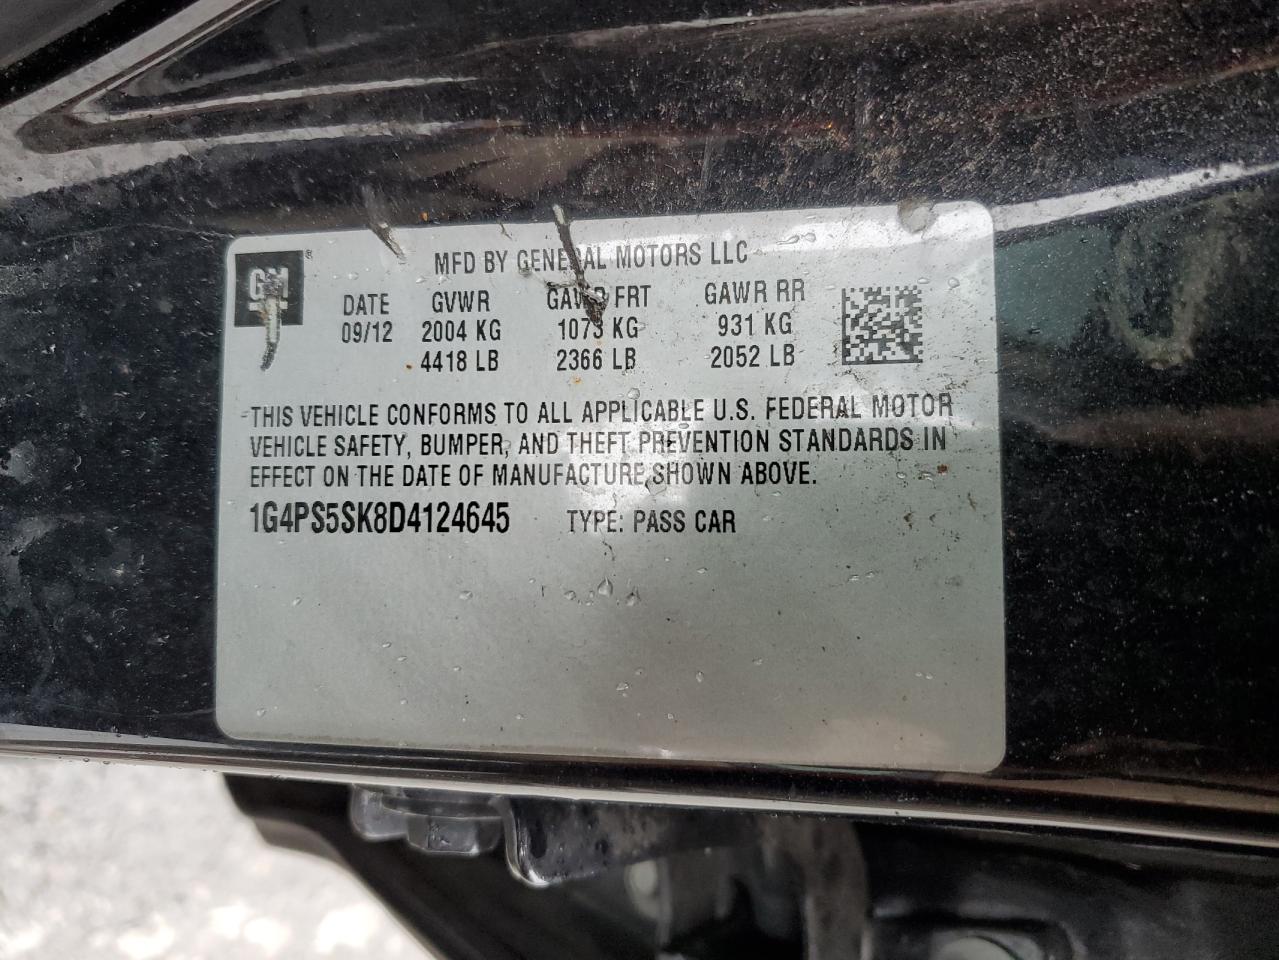 GM ®
MFD BY GENERAL MOTORS LLC
DATE GVWR GAWR FRT GAWR RR
09/12 2004 KG 1073 KG 931 KG
4418 LB 2366 LB 2052 LB
THIS VEHICLE CONFORMS TO ALL APPLICABLE U.S. FEDERAL MOTOR
VEHICLE SAFETY, BUMPER, AND THEFT PREVENTION STANDARDS IN
EFFECT ON THE DATE OF MANUFACTURE SHOWN ABOVE.
1G4PS5SK8D4124645 TYPE: PASS CAR